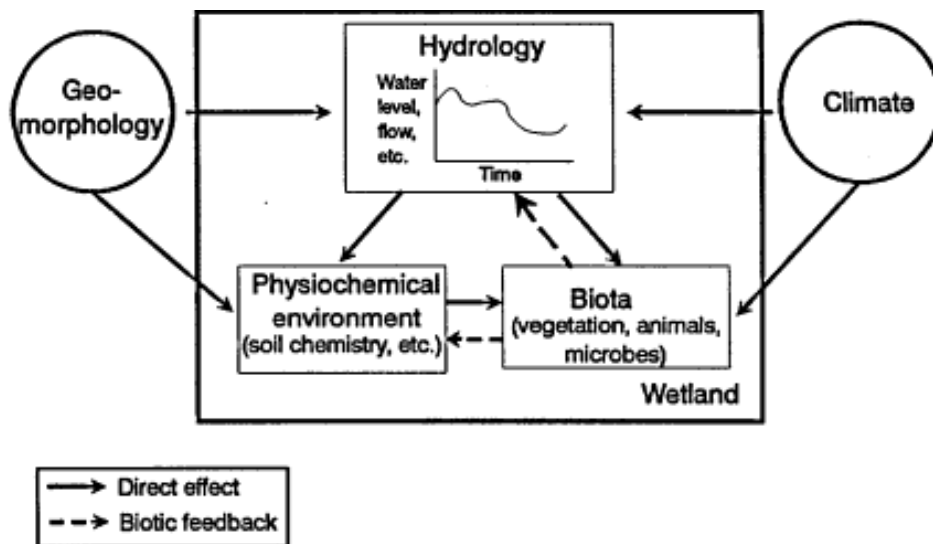 Hydrology
Water
level,
flow,
etc.
Time
Geo-
morphology
Climate
Physiochemical
environment
(soil chemistry, etc.)
Biota
(vegetation, animals,
microbes)
Wetland
Direct effect
Biotic feedback